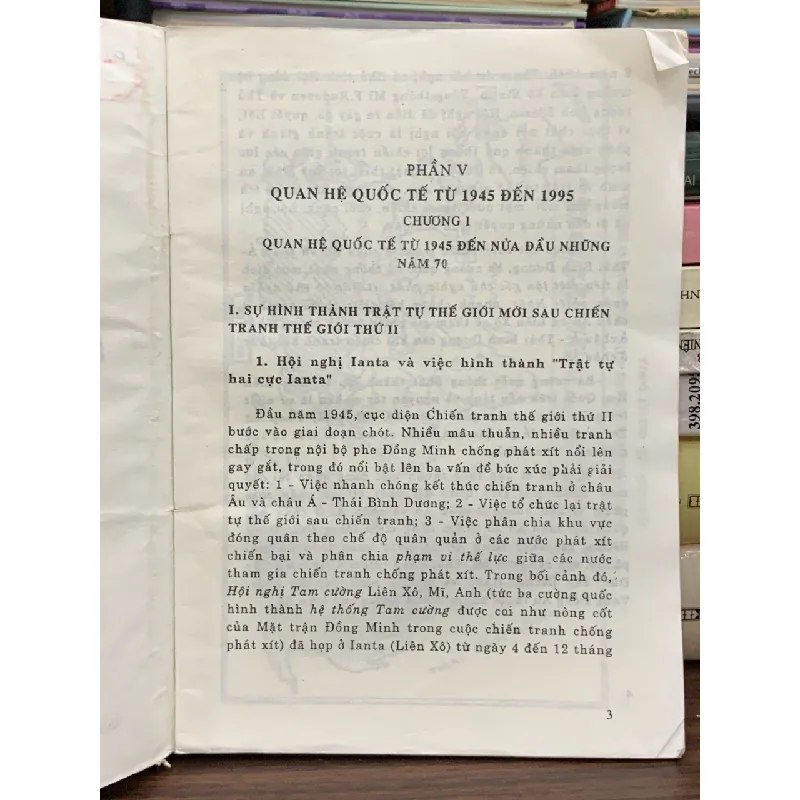 PHẦN V
QUAN HỆ QUỐC TẾ TỪ 1945 ĐẾN 1995
CHƯƠNG I
QUAN HỆ QUỐC TẾ TỪ 1945 ĐẾN NỬA ĐẦU NHỮNG
NĂM 70
I. SỰ HÌNH THÀNH TRẬT TỰ THẾ GIỚI MỚI SAU CHIẾN
TRANH THẾ GIỚI THỨ II
1. Hội nghị Ianta và việc hình thành "Trật tự
hai cực Ianta"
Đầu năm 1945, cục diện Chiến tranh thế giới thứ II
bước vào giai đoạn chót. Nhiều mâu thuẫn, nhiều tranh
chấp trong nội bộ phe Đồng Minh chống phát xít nổi lên
gay gắt, trong đó nổi bật lên ba vấn đề bức xúc phải giải
quyết: 1 - Việc nhanh chóng kết thúc chiến tranh ở châu
Âu và châu Á - Thái Bình Dương; 2 - Việc tổ chức lại trật
tự thế giới sau chiến tranh; 3 - Việc phân chia khu vực
đóng quân theo chế độ quân quản ở các nước phát xít
chiến bại và phân chia phạm vi thế lực giữa các nước
tham gia chiến tranh chống phát xít. Trong bối cảnh đó,
Hội nghị Tam cường Liên Xô, Mĩ, Anh (tức ba cường quốc
hình thành hệ thống Tam cường được coi như nòng cốt
của Mặt trận Đồng Minh trong cuộc chiến tranh chống
phát xít) đã họp ở Ianta (Liên Xô) từ ngày 4 đến 12 tháng
3
398.209